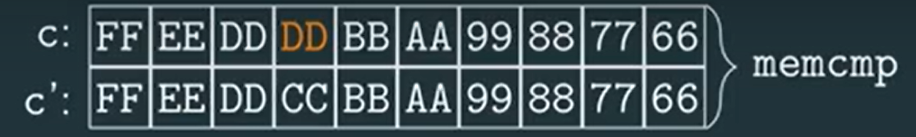 c: FF EE DD DD BB AA 99 88 77 66
c': FF EE DD CC BB AA 99 88 77 66
memcmp